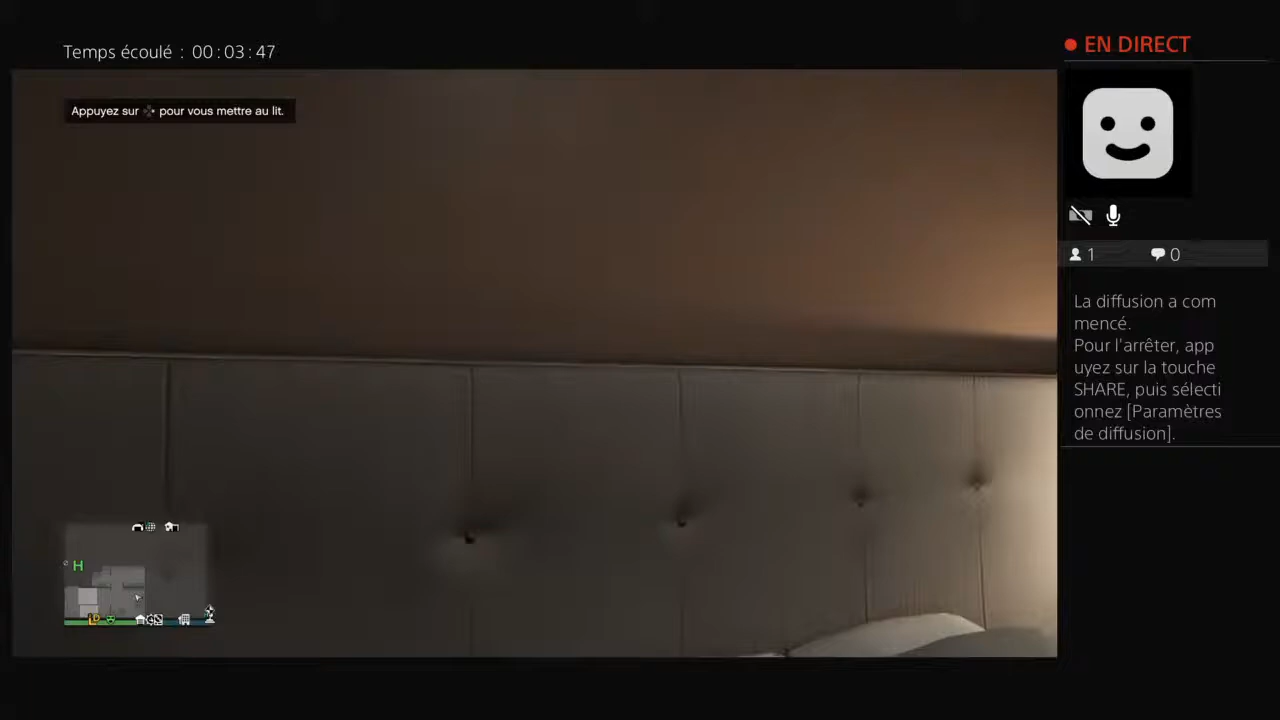 Temps écoulé : 00:03:47
EN DIRECT
Appuyez sur pour vous mettre au lit.
1 0
La diffusion a com
mencé.
Pour l'arrêter, app
uyez sur la touche
SHARE, puis sélecti
onnez [Paramètres
de diffusion].
H